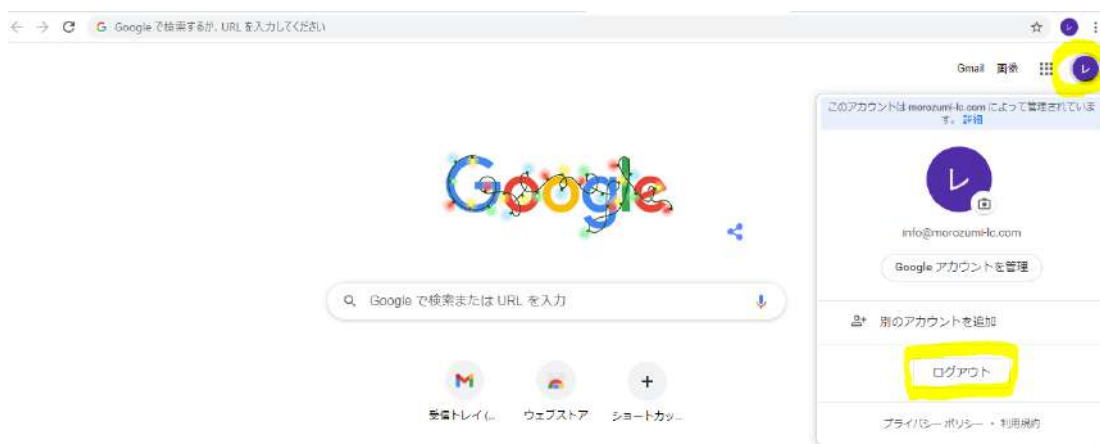 Google で検索するか、URL を入力してください
レ
Gmail 画像
レ
このアカウントは morozumi-lc.com によって管理されていま
す。 詳細
レ
Google
info@morozumi-lc.com
Google アカウントを管理
Google で検索または URL を入力
別のアカウントを追加
ログアウト
受信トレイ (...
ウェブストア
ショートカッ...
プライバシー ポリシー ・ 利用規約